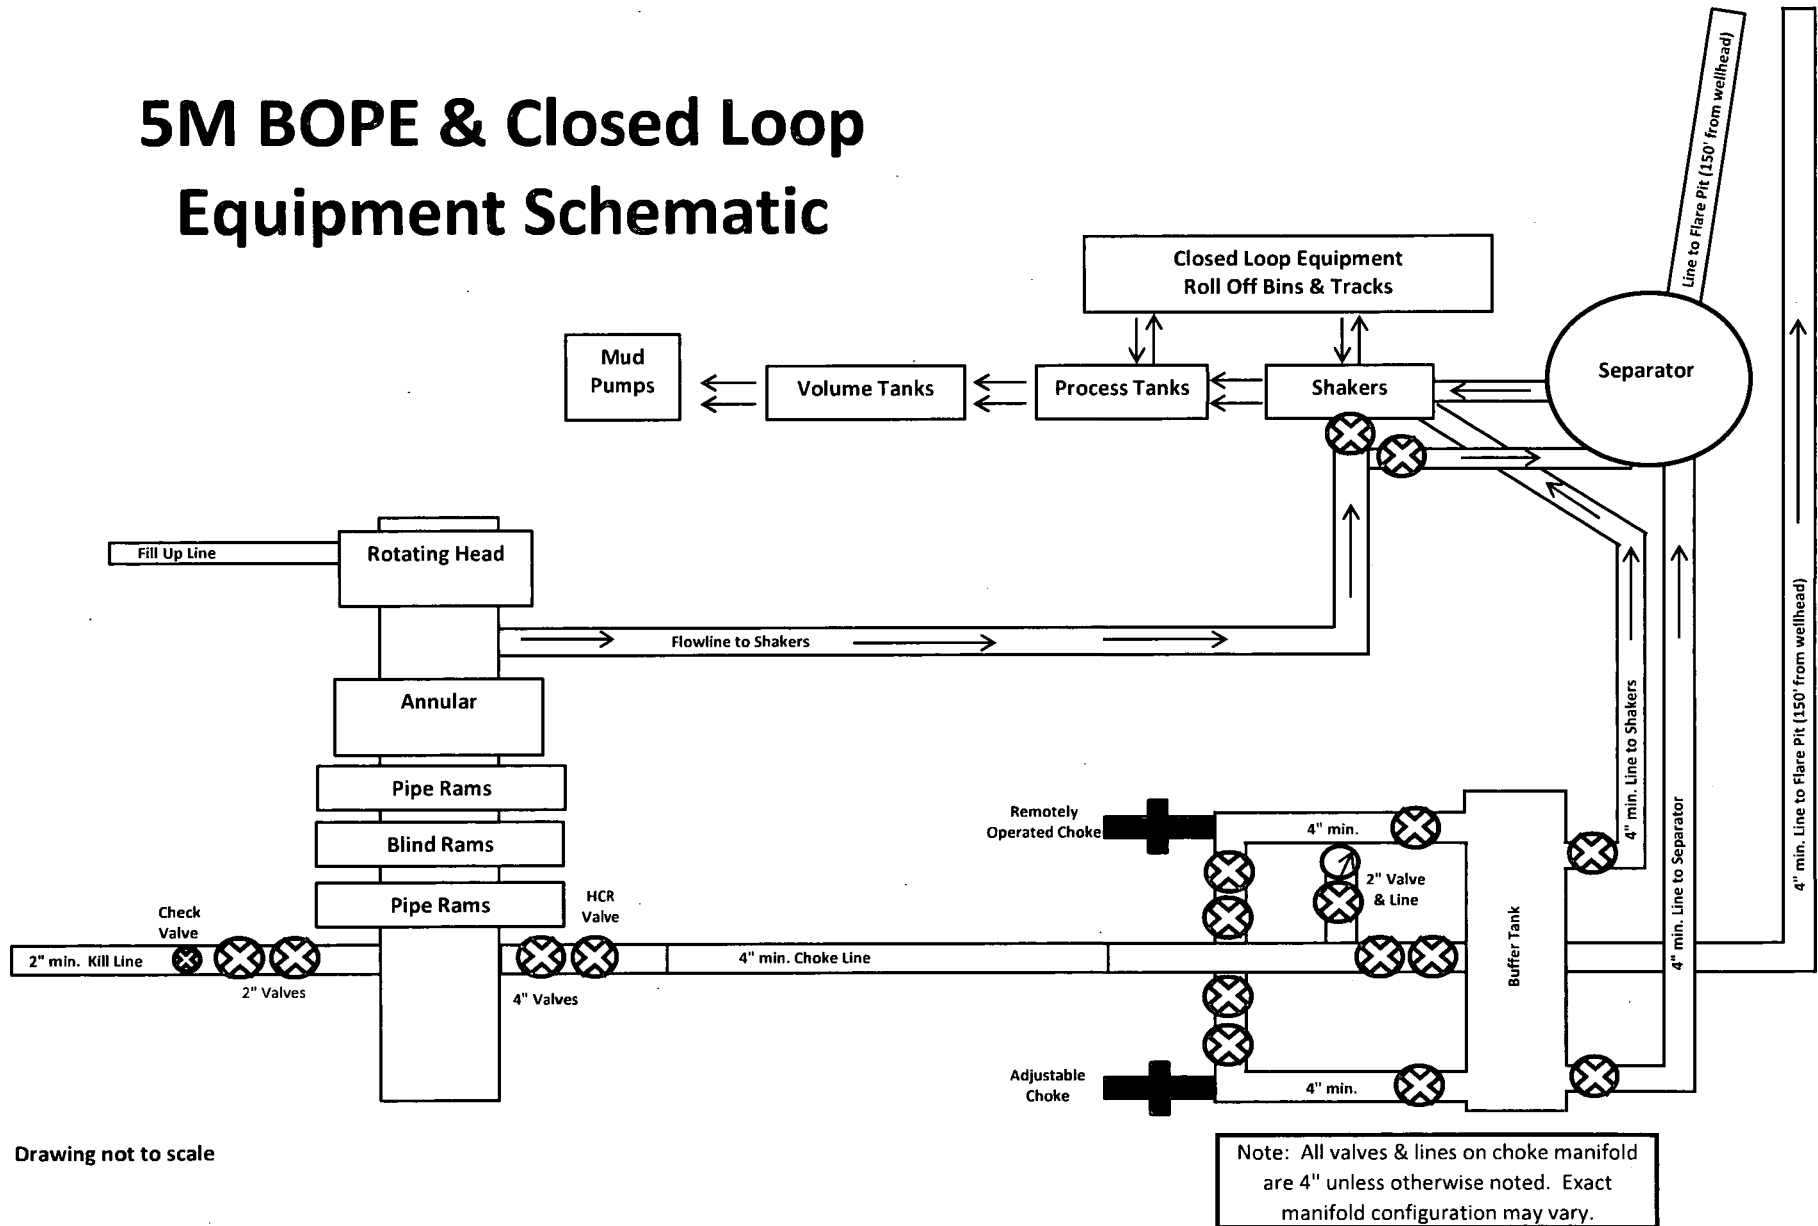 5M BOPE & Closed Loop
Equipment Schematic
Line to Flare Pit (150' from wellhead)
Closed Loop Equipment
Roll Off Bins & Tracks
Mud
Pumps
Volume Tanks
Process Tanks
Shakers
Separator
Fill Up Line
Rotating Head
Flowline to Shakers
Annular
Pipe Rams
Blind Rams
Pipe Rams
Check
Valve
HCR
Valve
2" min. Kill Line
2" Valves
4" Valves
4" min. Choke Line
Remotely
Operated Choke
4" min.
2" Valve
& Line
Adjustable
Choke
4" min.
Buffer Tank
4" min. Line to Shakers
4" min. Line to Separator
4" min. Line to Flare Pit (150' from wellhead)
Drawing not to scale
Note: All valves & lines on choke manifold
are 4" unless otherwise noted. Exact
manifold configuration may vary.